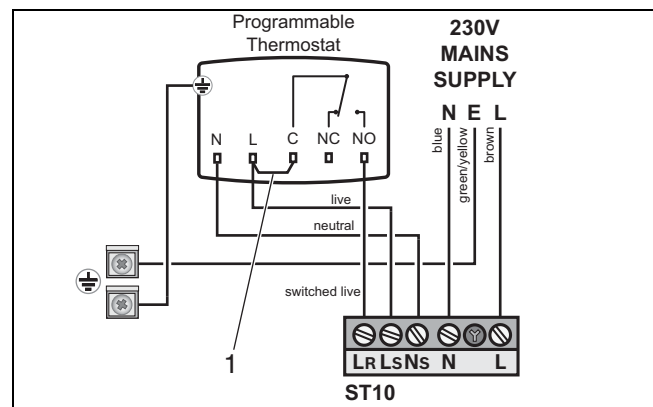 Programmable
Thermostat
230V
MAINS
SUPPLY
N E L
blue
green/yellow
brown
N L C NC NO
live
neutral
switched live
1
LR LS NS N L
ST10